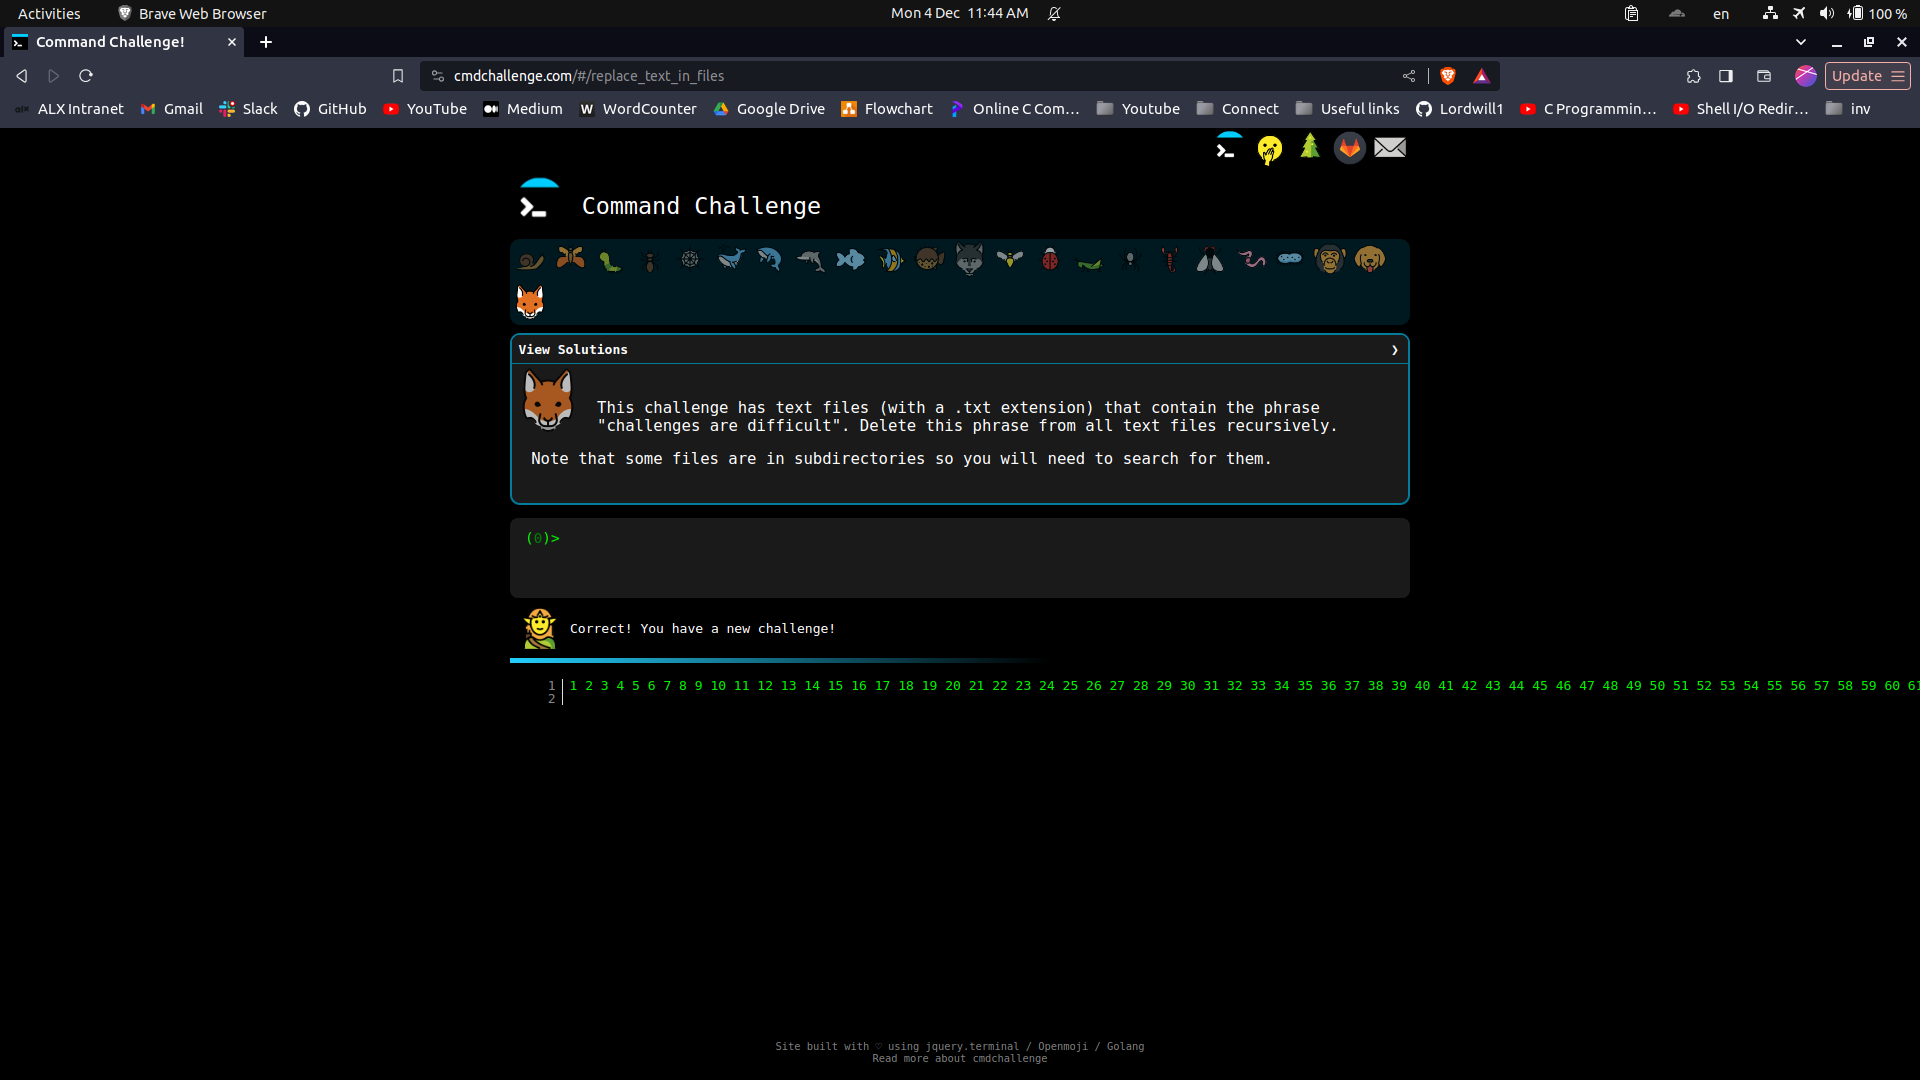 Activities Brave Web Browser Mon 4 Dec 11:44 AM en 100 %
Command Challenge!
cmdchallenge.com/#/replace_text_in_files Update
ALX Intranet Gmail Slack GitHub YouTube Medium WordCounter Google Drive Flowchart Online C Com… Youtube Connect Useful links Lordwill1 C Programmin… Shell I/O Redir… inv
Command Challenge
View Solutions
This challenge has text files (with a .txt extension) that contain the phrase
"challenges are difficult". Delete this phrase from all text files recursively.
Note that some files are in subdirectories so you will need to search for them.
(0)>
Correct! You have a new challenge!
1 1 2 3 4 5 6 7 8 9 10 11 12 13 14 15 16 17 18 19 20 21 22 23 24 25 26 27 28 29 30 31 32 33 34 35 36 37 38 39 40 41 42 43 44 45 46 47 48 49 50 51 52 53 54 55 56 57 58 59 60 61
2
Site built with ♡ using jquery.terminal / Openmoji / Golang
Read more about cmdchallenge